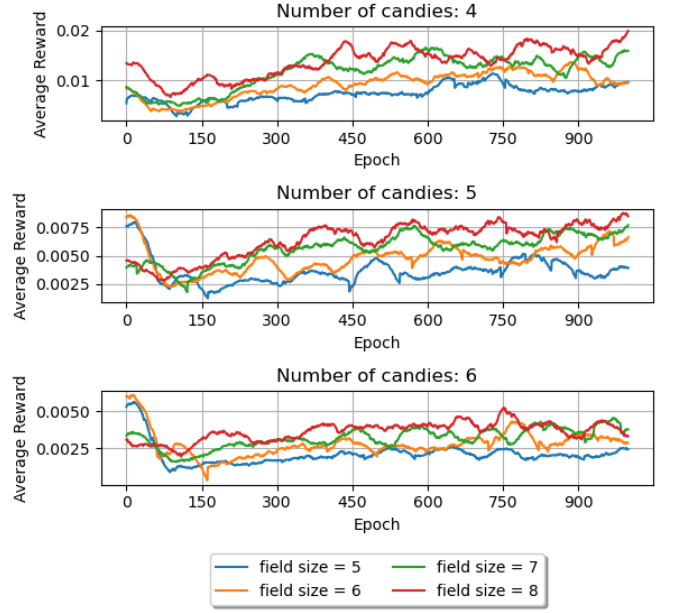 Number of candies: 4
0.02
0.01
Average Reward
0 150 300 450 600 750 900
Epoch
Number of candies: 5
0.0075
0.0050
0.0025
Average Reward
0 150 300 450 600 750 900
Epoch
Number of candies: 6
0.0050
0.0025
Average Reward
0 150 300 450 600 750 900
Epoch
field size = 5 field size = 7
field size = 6 field size = 8